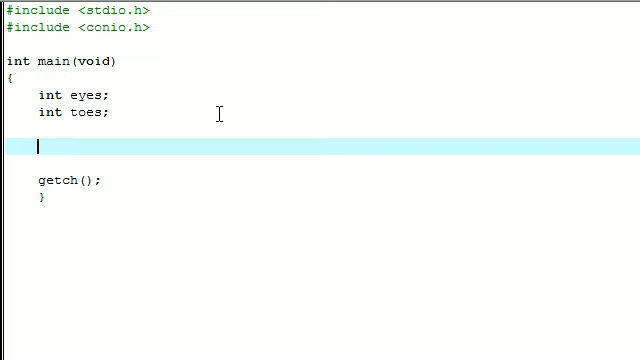 #include <stdio.h>
#include <conio.h>
int main(void)
{
int eyes;
int toes;
getch();
}